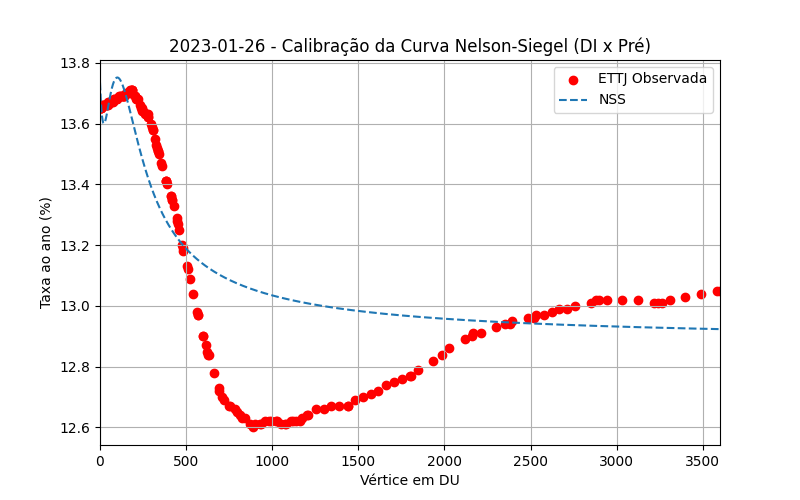 2023-01-26 - Calibração da Curva Nelson-Siegel (DI x Pré)
ETTJ Observada
NSS
Taxa ao ano (%)
13.8
13.6
13.4
13.2
13.0
12.8
12.6
0 500 1000 1500 2000 2500 3000 3500
Vértice em DU